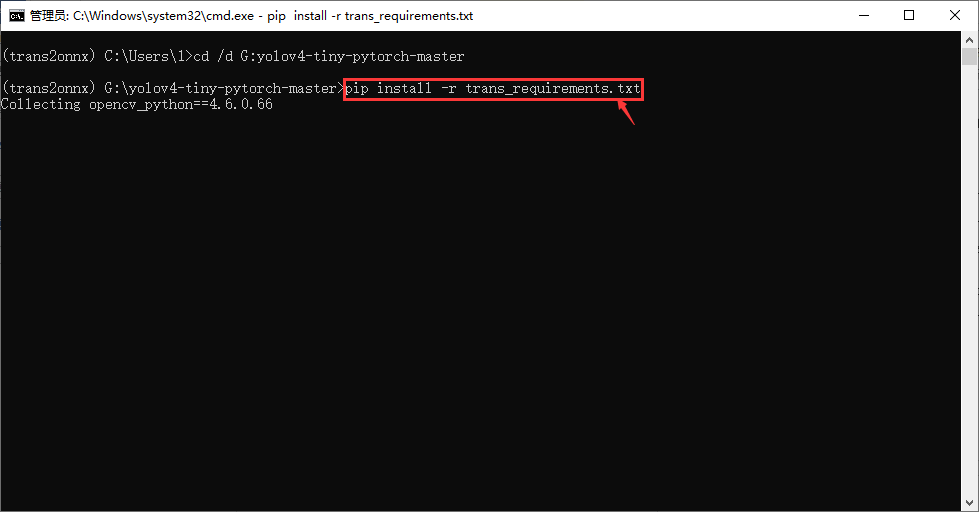 管理员: C:\Windows\system32\cmd.exe - pip  install -r trans_requirements.txt
(trans2onnx) C:\Users\1>cd /d G:yolov4-tiny-pytorch-master
(trans2onnx) G:\yolov4-tiny-pytorch-master>pip install -r trans_requirements.txt
Collecting opencv_python==4.6.0.66